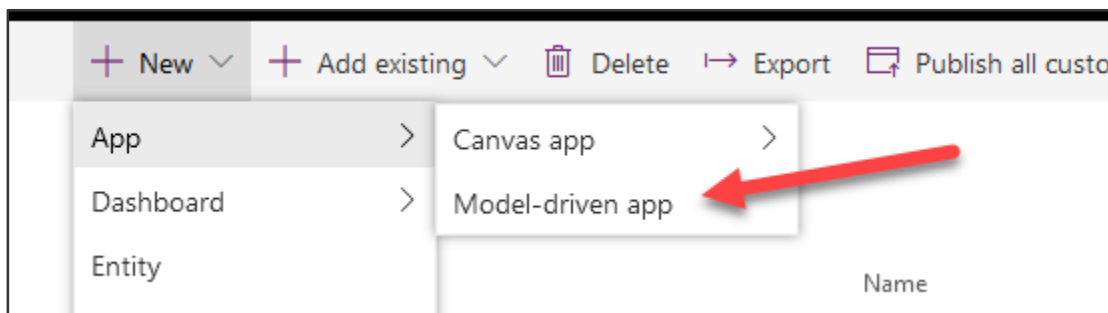 New Add existing Delete Export Publish all custo
App Canvas app
Dashboard Model-driven app
Entity
Name